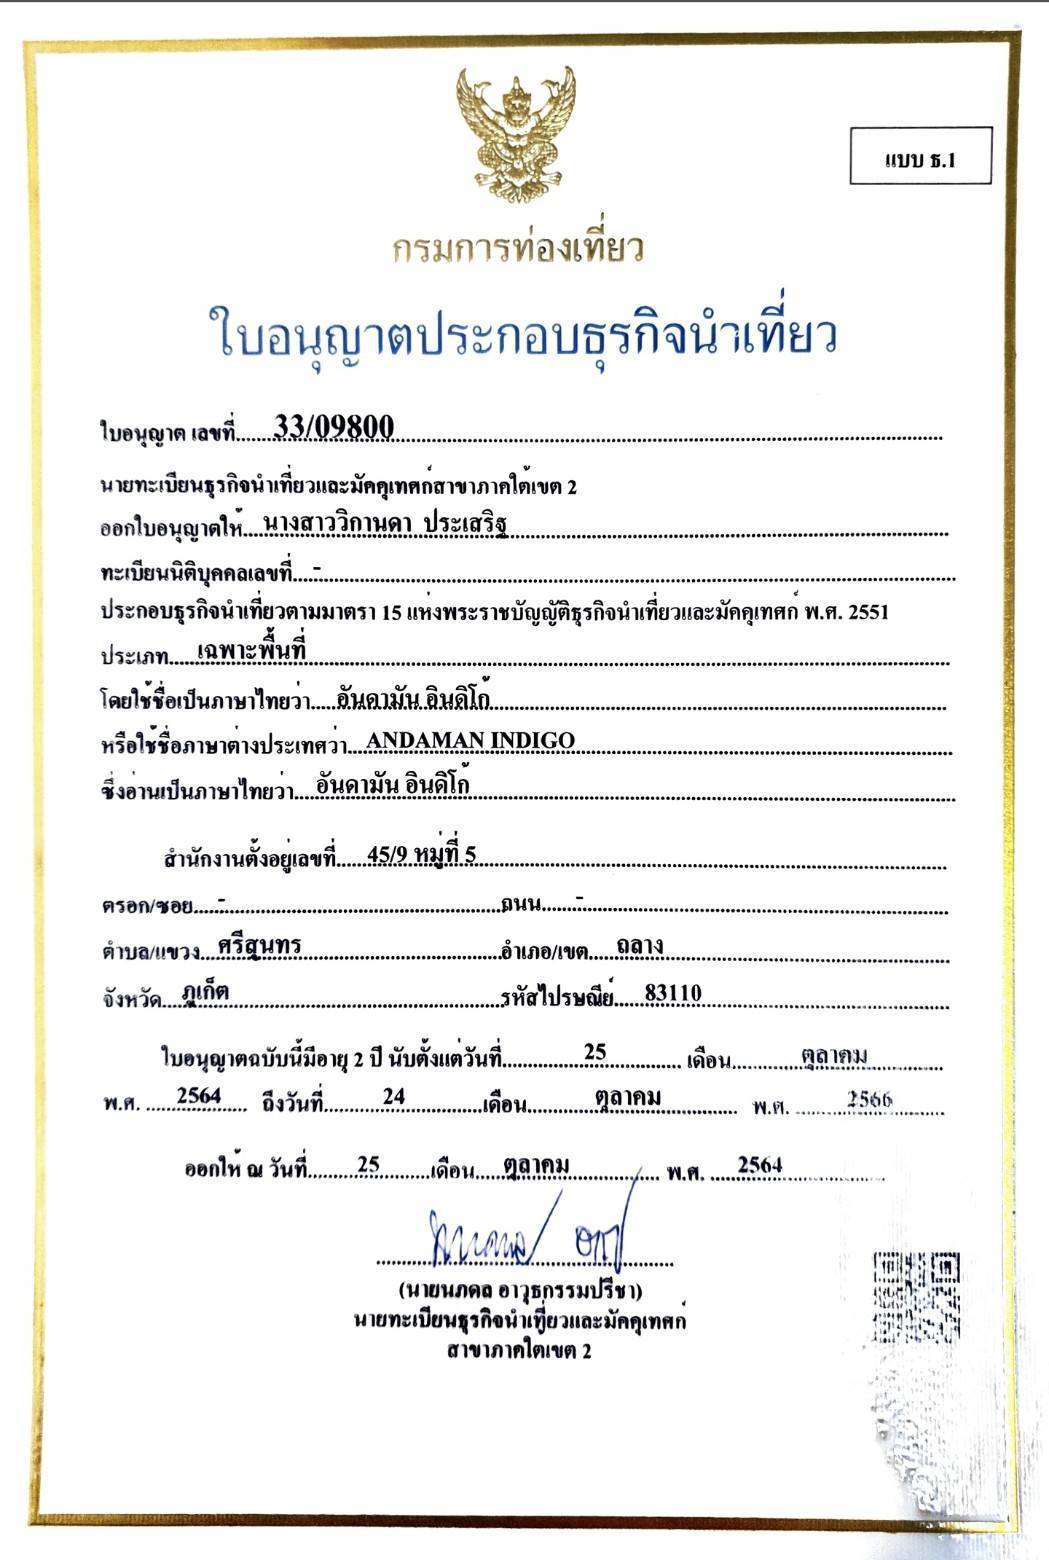 แบบ ธ.1
กรมการท่องเที่ยว
ใบอนุญาตประกอบธุรกิจนำเที่ยว
ใบอนุญาต เลขที่ 33/09800
นายทะเบียนธุรกิจนำเที่ยวและมัคคุเทศก์สาขาภาคใต้เขต 2
ออกใบอนุญาตให้ นางสาววิกานดา ประเสริฐ
ทะเบียนนิติบุคคลเลขที่ -
ประกอบธุรกิจนำเที่ยวตามมาตรา 15 แห่งพระราชบัญญัติธุรกิจนำเที่ยวและมัคคุเทศก์ พ.ศ. 2551
ประเภท เฉพาะพื้นที่
โดยใช้ชื่อเป็นภาษาไทยว่า อันดามัน อินดิโก้
หรือใช้ชื่อภาษาต่างประเทศว่า ANDAMAN INDIGO
ซึ่งอ่านเป็นภาษาไทยว่า อันดามัน อินดิโก้
สำนักงานตั้งอยู่เลขที่ 45/9 หมู่ที่ 5
ตรอก/ซอย - ถนน -
ตำบล/แขวง ศรีสุนทร อำเภอ/เขต ถลาง
จังหวัด ภูเก็ต รหัสไปรษณีย์ 83110
ใบอนุญาตฉบับนี้มีอายุ 2 ปี นับตั้งแต่วันที่ 25 เดือน ตุลาคม
พ.ศ. 2564 ถึงวันที่ 24 เดือน ตุลาคม พ.ศ. 2566
ออกให้ ณ วันที่ 25 เดือน ตุลาคม พ.ศ. 2564
(นายนภดล อาวุธกรรมปรีชา)
นายทะเบียนธุรกิจนำเที่ยวและมัคคุเทศก์
สาขาภาคใต้เขต 2